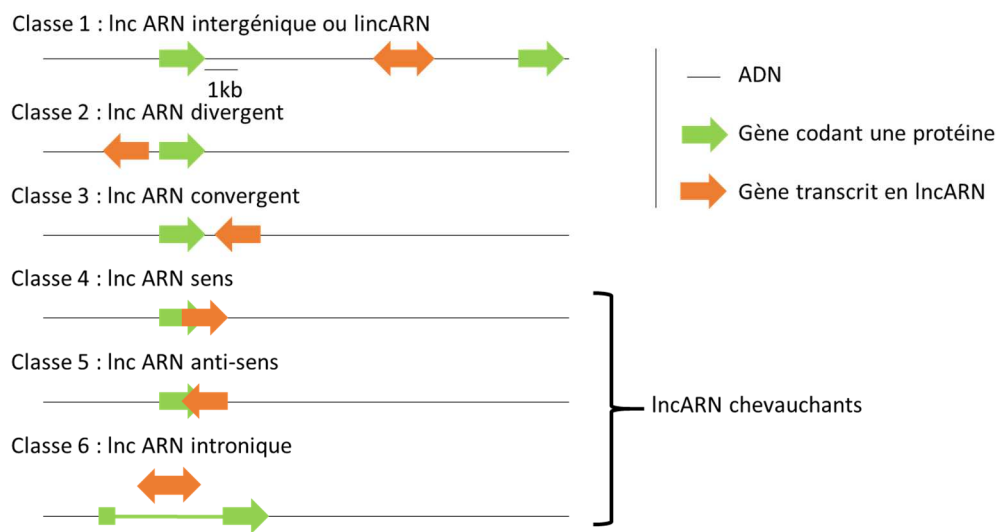 Classe 1 : lnc ARN intergénique ou lincARN
1kb
Classe 2 : lnc ARN divergent
Classe 3 : lnc ARN convergent
Classe 4 : lnc ARN sens
Classe 5 : lnc ARN anti-sens
Classe 6 : lnc ARN intronique
ADN
Gène codant une protéine
Gène transcrit en lncARN
lncARN chevauchants